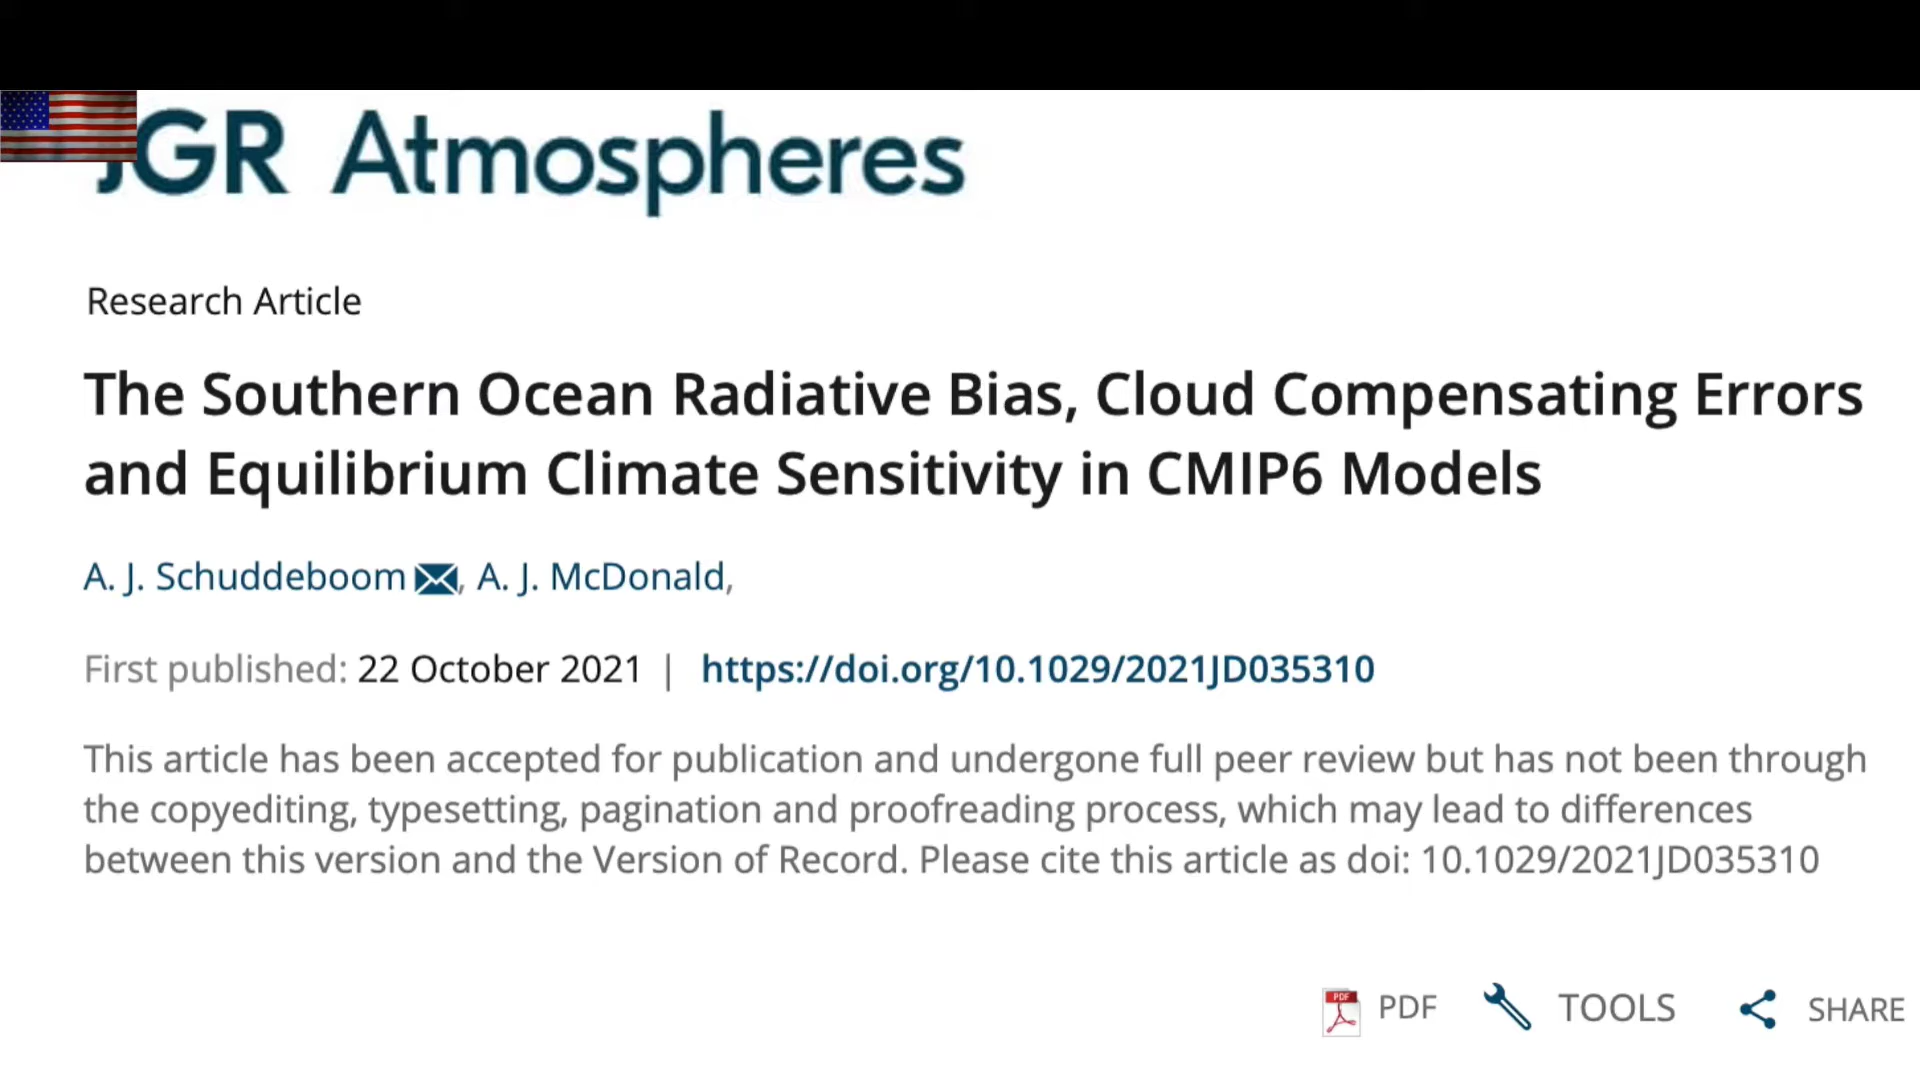 JGR Atmospheres
Research Article
The Southern Ocean Radiative Bias, Cloud Compensating Errors
and Equilibrium Climate Sensitivity in CMIP6 Models
A. J. Schuddeboom, A. J. McDonald,
First published: 22 October 2021 | https://doi.org/10.1029/2021JD035310
This article has been accepted for publication and undergone full peer review but has not been through
the copyediting, typesetting, pagination and proofreading process, which may lead to differences
between this version and the Version of Record. Please cite this article as doi: 10.1029/2021JD035310
PDF PDF TOOLS SHARE